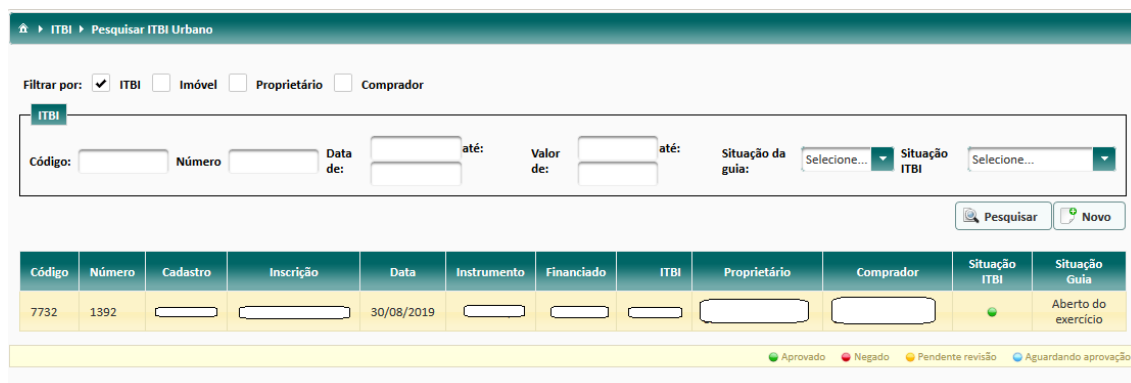 ITBI Pesquisar ITBI Urbano
Filtrar por: ITBI Imóvel Proprietário Comprador
ITBI
Código: Número Data de: até: Valor de: até: Situação da guia: Selecione... Situação ITBI Selecione...
Pesquisar Novo
Código Número Cadastro Inscrição Data Instrumento Financiado ITBI Proprietário Comprador Situação ITBI Situação Guia
7732 1392 30/08/2019 Aberto do exercício
Aprovado Negado Pendente revisão Aguardando aprovação